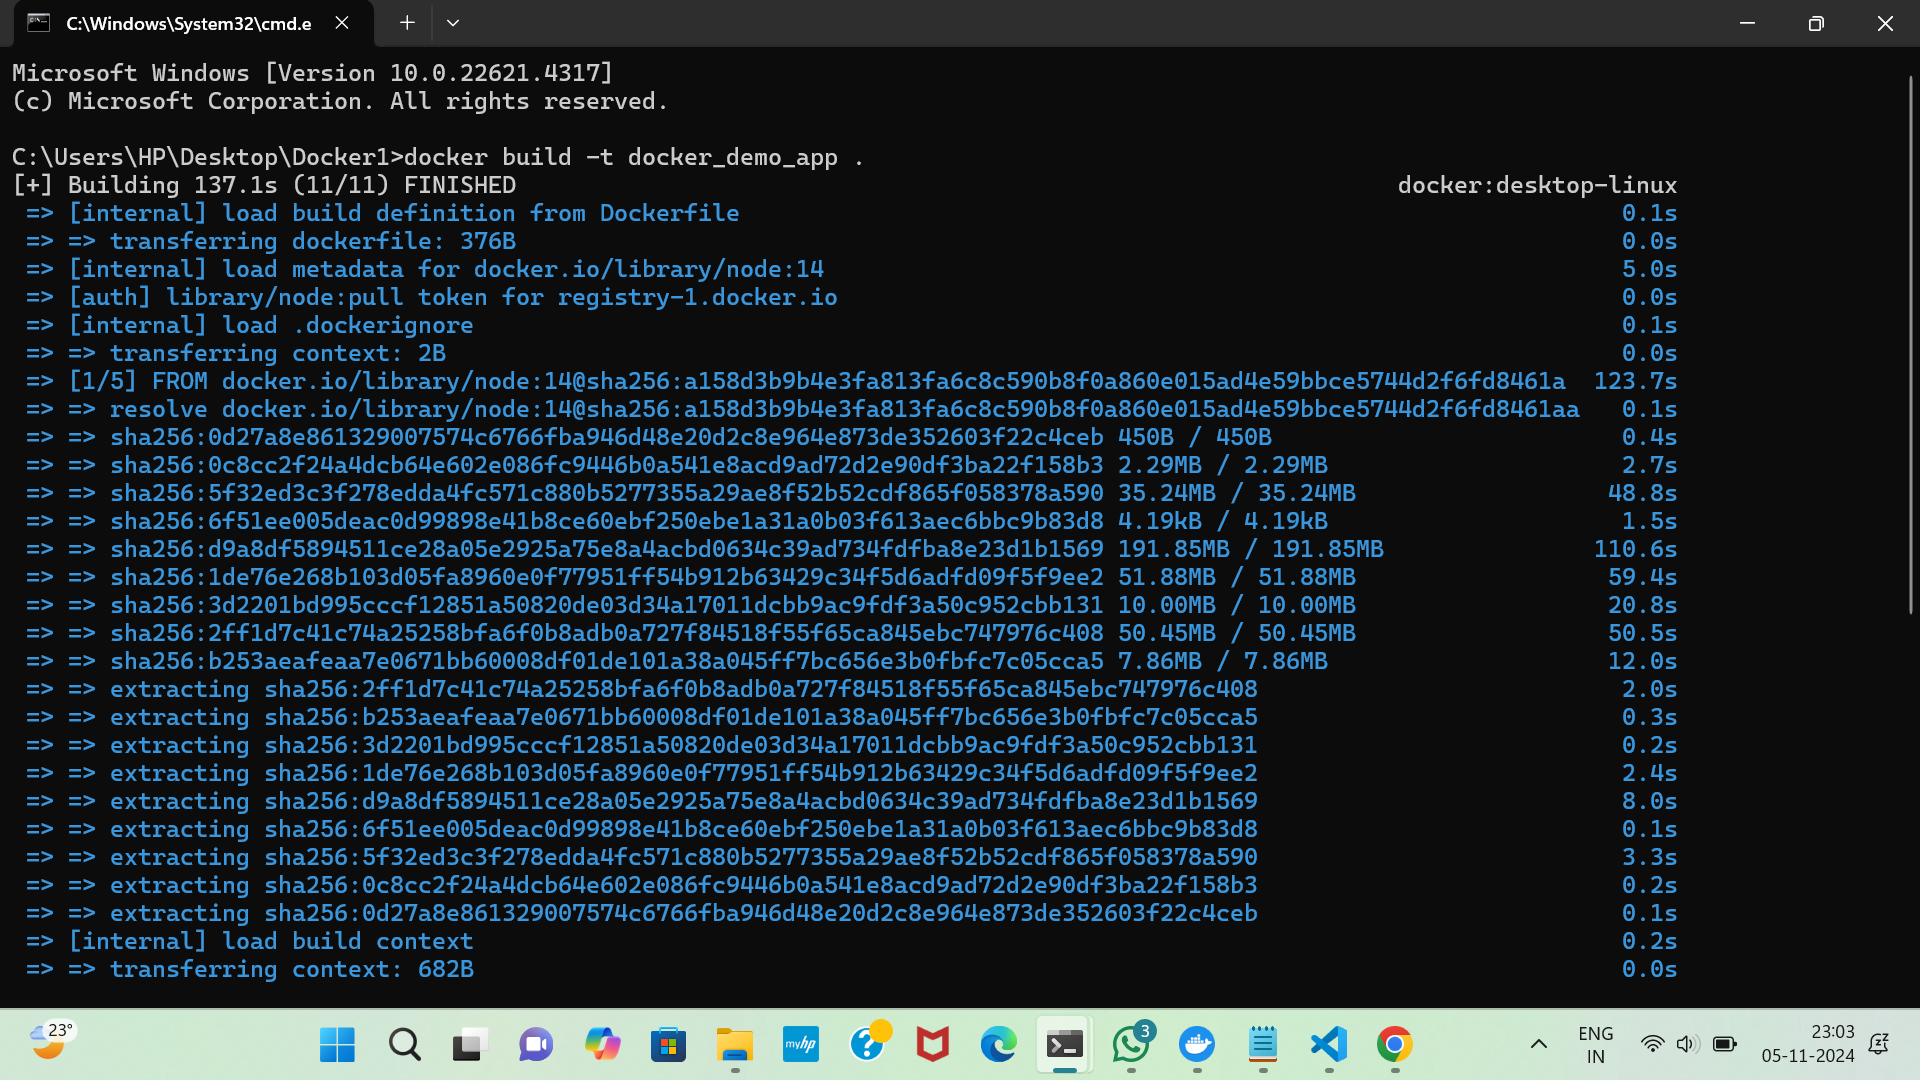 C:\Windows\System32\cmd.e
Microsoft Windows [Version 10.0.22621.4317]
(c) Microsoft Corporation. All rights reserved.
C:\Users\HP\Desktop\Docker1>docker build -t docker_demo_app .
[+] Building 137.1s (11/11) FINISHED docker:desktop-linux
=> [internal] load build definition from Dockerfile 0.1s
=> => transferring dockerfile: 376B 0.0s
=> [internal] load metadata for docker.io/library/node:14 5.0s
=> [auth] library/node:pull token for registry-1.docker.io 0.0s
=> [internal] load .dockerignore 0.1s
=> => transferring context: 2B 0.0s
=> [1/5] FROM docker.io/library/node:14@sha256:a158d3b9b4e3fa813fa6c8c590b8f0a860e015ad4e59bbce5744d2f6fd8461a 123.7s
=> => resolve docker.io/library/node:14@sha256:a158d3b9b4e3fa813fa6c8c590b8f0a860e015ad4e59bbce5744d2f6fd8461aa 0.1s
=> => sha256:0d27a8e861329007574c6766fba946d48e20d2c8e964e873de352603f22c4ceb 450B / 450B 0.4s
=> => sha256:0c8cc2f24a4dcb64e602e086fc9446b0a541e8acd9ad72d2e90df3ba22f158b3 2.29MB / 2.29MB 2.7s
=> => sha256:5f32ed3c3f278edda4fc571c880b5277355a29ae8f52b52cdf865f058378a590 35.24MB / 35.24MB 48.8s
=> => sha256:6f51ee005deac0d99898e41b8ce60ebf250ebe1a31a0b03f613aec6bbc9b83d8 4.19kB / 4.19kB 1.5s
=> => sha256:d9a8df5894511ce28a05e2925a75e8a4acbd0634c39ad734fdfba8e23d1b1569 191.85MB / 191.85MB 110.6s
=> => sha256:1de76e268b103d05fa8960e0f77951ff54b912b63429c34f5d6adfd09f5f9ee2 51.88MB / 51.88MB 59.4s
=> => sha256:3d2201bd995cccf12851a50820de03d34a17011dcbb9ac9fdf3a50c952cbb131 10.00MB / 10.00MB 20.8s
=> => sha256:2ff1d7c41c74a25258bfa6f0b8adb0a727f84518f55f65ca845ebc747976c408 50.45MB / 50.45MB 50.5s
=> => sha256:b253aeafeaa7e0671bb60008df01de101a38a045ff7bc656e3b0fbfc7c05cca5 7.86MB / 7.86MB 12.0s
=> => extracting sha256:2ff1d7c41c74a25258bfa6f0b8adb0a727f84518f55f65ca845ebc747976c408 2.0s
=> => extracting sha256:b253aeafeaa7e0671bb60008df01de101a38a045ff7bc656e3b0fbfc7c05cca5 0.3s
=> => extracting sha256:3d2201bd995cccf12851a50820de03d34a17011dcbb9ac9fdf3a50c952cbb131 0.2s
=> => extracting sha256:1de76e268b103d05fa8960e0f77951ff54b912b63429c34f5d6adfd09f5f9ee2 2.4s
=> => extracting sha256:d9a8df5894511ce28a05e2925a75e8a4acbd0634c39ad734fdfba8e23d1b1569 8.0s
=> => extracting sha256:6f51ee005deac0d99898e41b8ce60ebf250ebe1a31a0b03f613aec6bbc9b83d8 0.1s
=> => extracting sha256:5f32ed3c3f278edda4fc571c880b5277355a29ae8f52b52cdf865f058378a590 3.3s
=> => extracting sha256:0c8cc2f24a4dcb64e602e086fc9446b0a541e8acd9ad72d2e90df3ba22f158b3 0.2s
=> => extracting sha256:0d27a8e861329007574c6766fba946d48e20d2c8e964e873de352603f22c4ceb 0.1s
=> [internal] load build context 0.2s
=> => transferring context: 682B 0.0s
23°
myhp
3
ENG
IN
23:03
05-11-2024